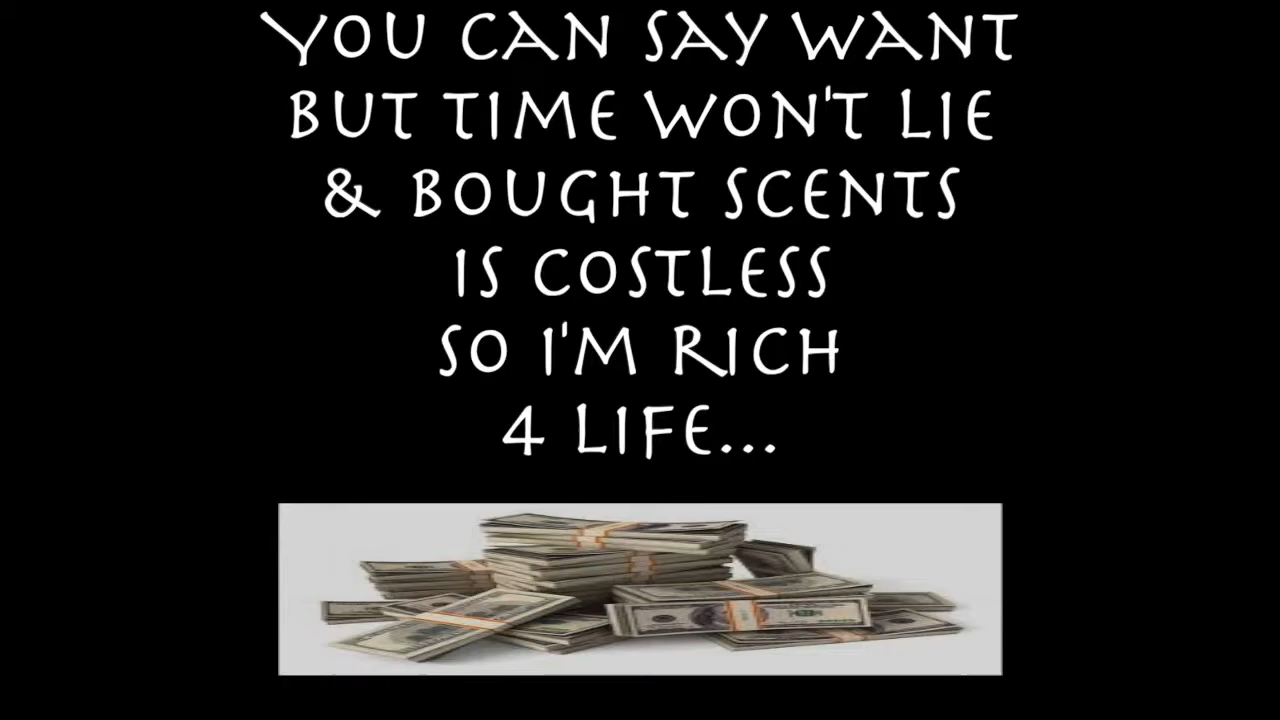 YOU CAN SAY WANT
BUT TIME WON'T LIE
& BOUGHT SCENTS
IS COSTLESS
SO I'M RICH
4 LIFE...